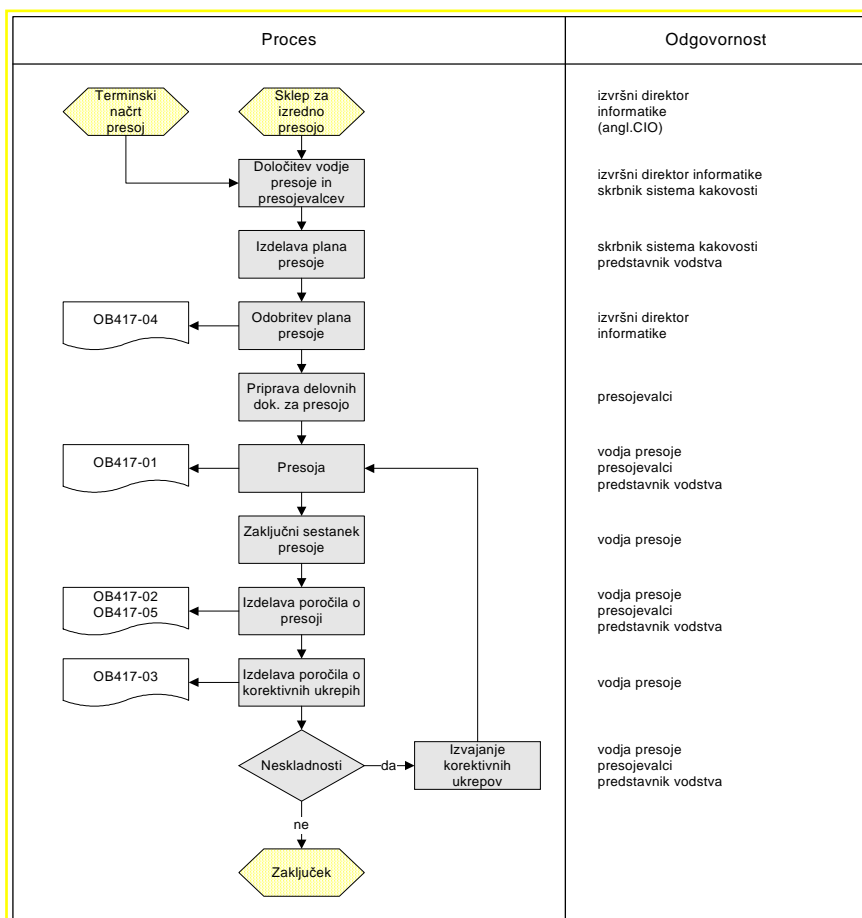 Proces
Odgovornost
Terminski
načrt
presoj
Sklep za
izredno
presojo
izvršni direktor
informatike
(angl.CIO)
Določitev vodje
presoje in
presojevalcev
izvršni direktor informatike
skrbnik sistema kakovosti
Izdelava plana
presoje
skrbnik sistema kakovosti
predstavnik vodstva
OB417-04
Odobritev plana
presoje
izvršni direktor
informatike
Priprava delovnih
dok. za presojo
presojevalci
OB417-01
Presoja
vodja presoje
presojevalci
predstavnik vodstva
Zaključni sestanek
presoje
vodja presoje
OB417-02
OB417-05
Izdelava poročila o
presoji
vodja presoje
presojevalci
predstavnik vodstva
OB417-03
Izdelava poročila o
korektivnih ukrepih
vodja presoje
Neskladnosti
da
Izvajanje
korektivnih
ukrepov
vodja presoje
presojevalci
predstavnik vodstva
ne
Zaključek